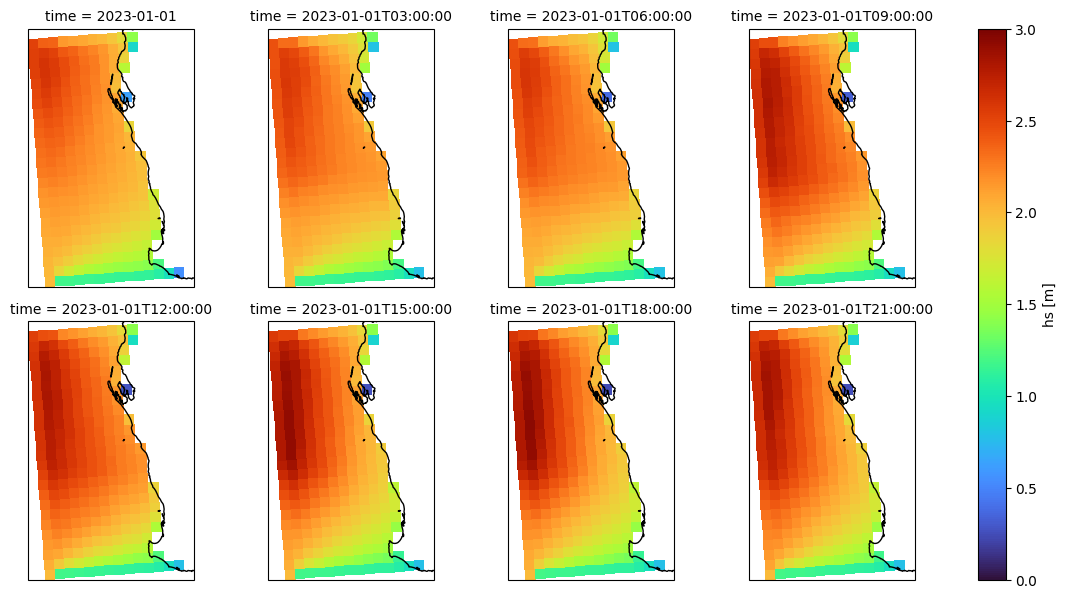 time = 2023-01-01
time = 2023-01-01T03:00:00
time = 2023-01-01T06:00:00
time = 2023-01-01T09:00:00
time = 2023-01-01T12:00:00
time = 2023-01-01T15:00:00
time = 2023-01-01T18:00:00
time = 2023-01-01T21:00:00
3.0
2.5
2.0
1.5
1.0
0.5
0.0
hs [m]